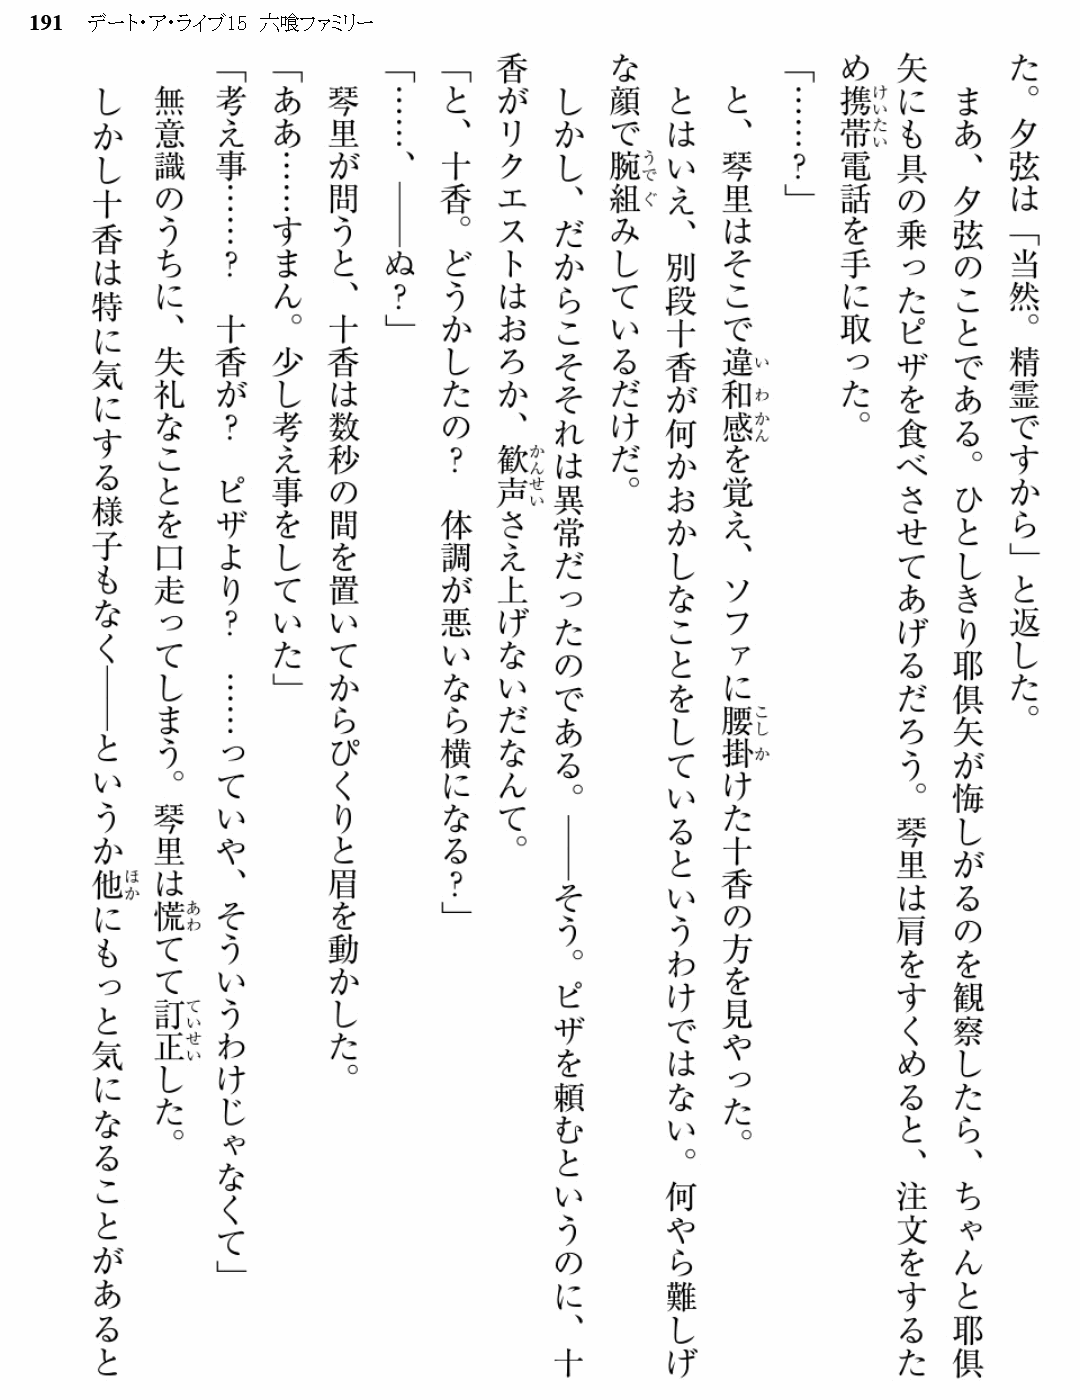 191 デート・ア・ライブ15 六喰ファミリー
た。夕弦は「当然。精霊ですから」と返した。
　まあ、夕弦のことである。ひとしきり耶倶矢が悔しがるのを観察したら、ちゃんと耶倶
矢にも具の乗ったピザを食べさせてあげるだろう。琴里は肩をすくめると、注文をするた
め携帯電話を手に取った。
「……？」
　と、琴里はそこで違和感を覚え、ソファに腰掛けた十香の方を見やった。
　とはいえ、別段十香が何かおかしなことをしているというわけではない。何やら難しげ
な顔で腕組みしているだけだ。
　しかし、だからこそそれは異常だったのである。――そう。ピザを頼むというのに、十
香がリクエストはおろか、歓声さえ上げないだなんて。
「と、十香。どうかしたの？　体調が悪いなら横になる？」
「……、――ぬ？」
　琴里が問うと、十香は数秒の間を置いてからぴくりと眉を動かした。
「ああ……すまん。少し考え事をしていた」
「考え事……？　十香が？　ピザより？　……っていや、そういうわけじゃなくて」
　無意識のうちに、失礼なことを口走ってしまう。琴里は慌てて訂正した。
　しかし十香は特に気にする様子もなく――というか他にもっと気になることがあると